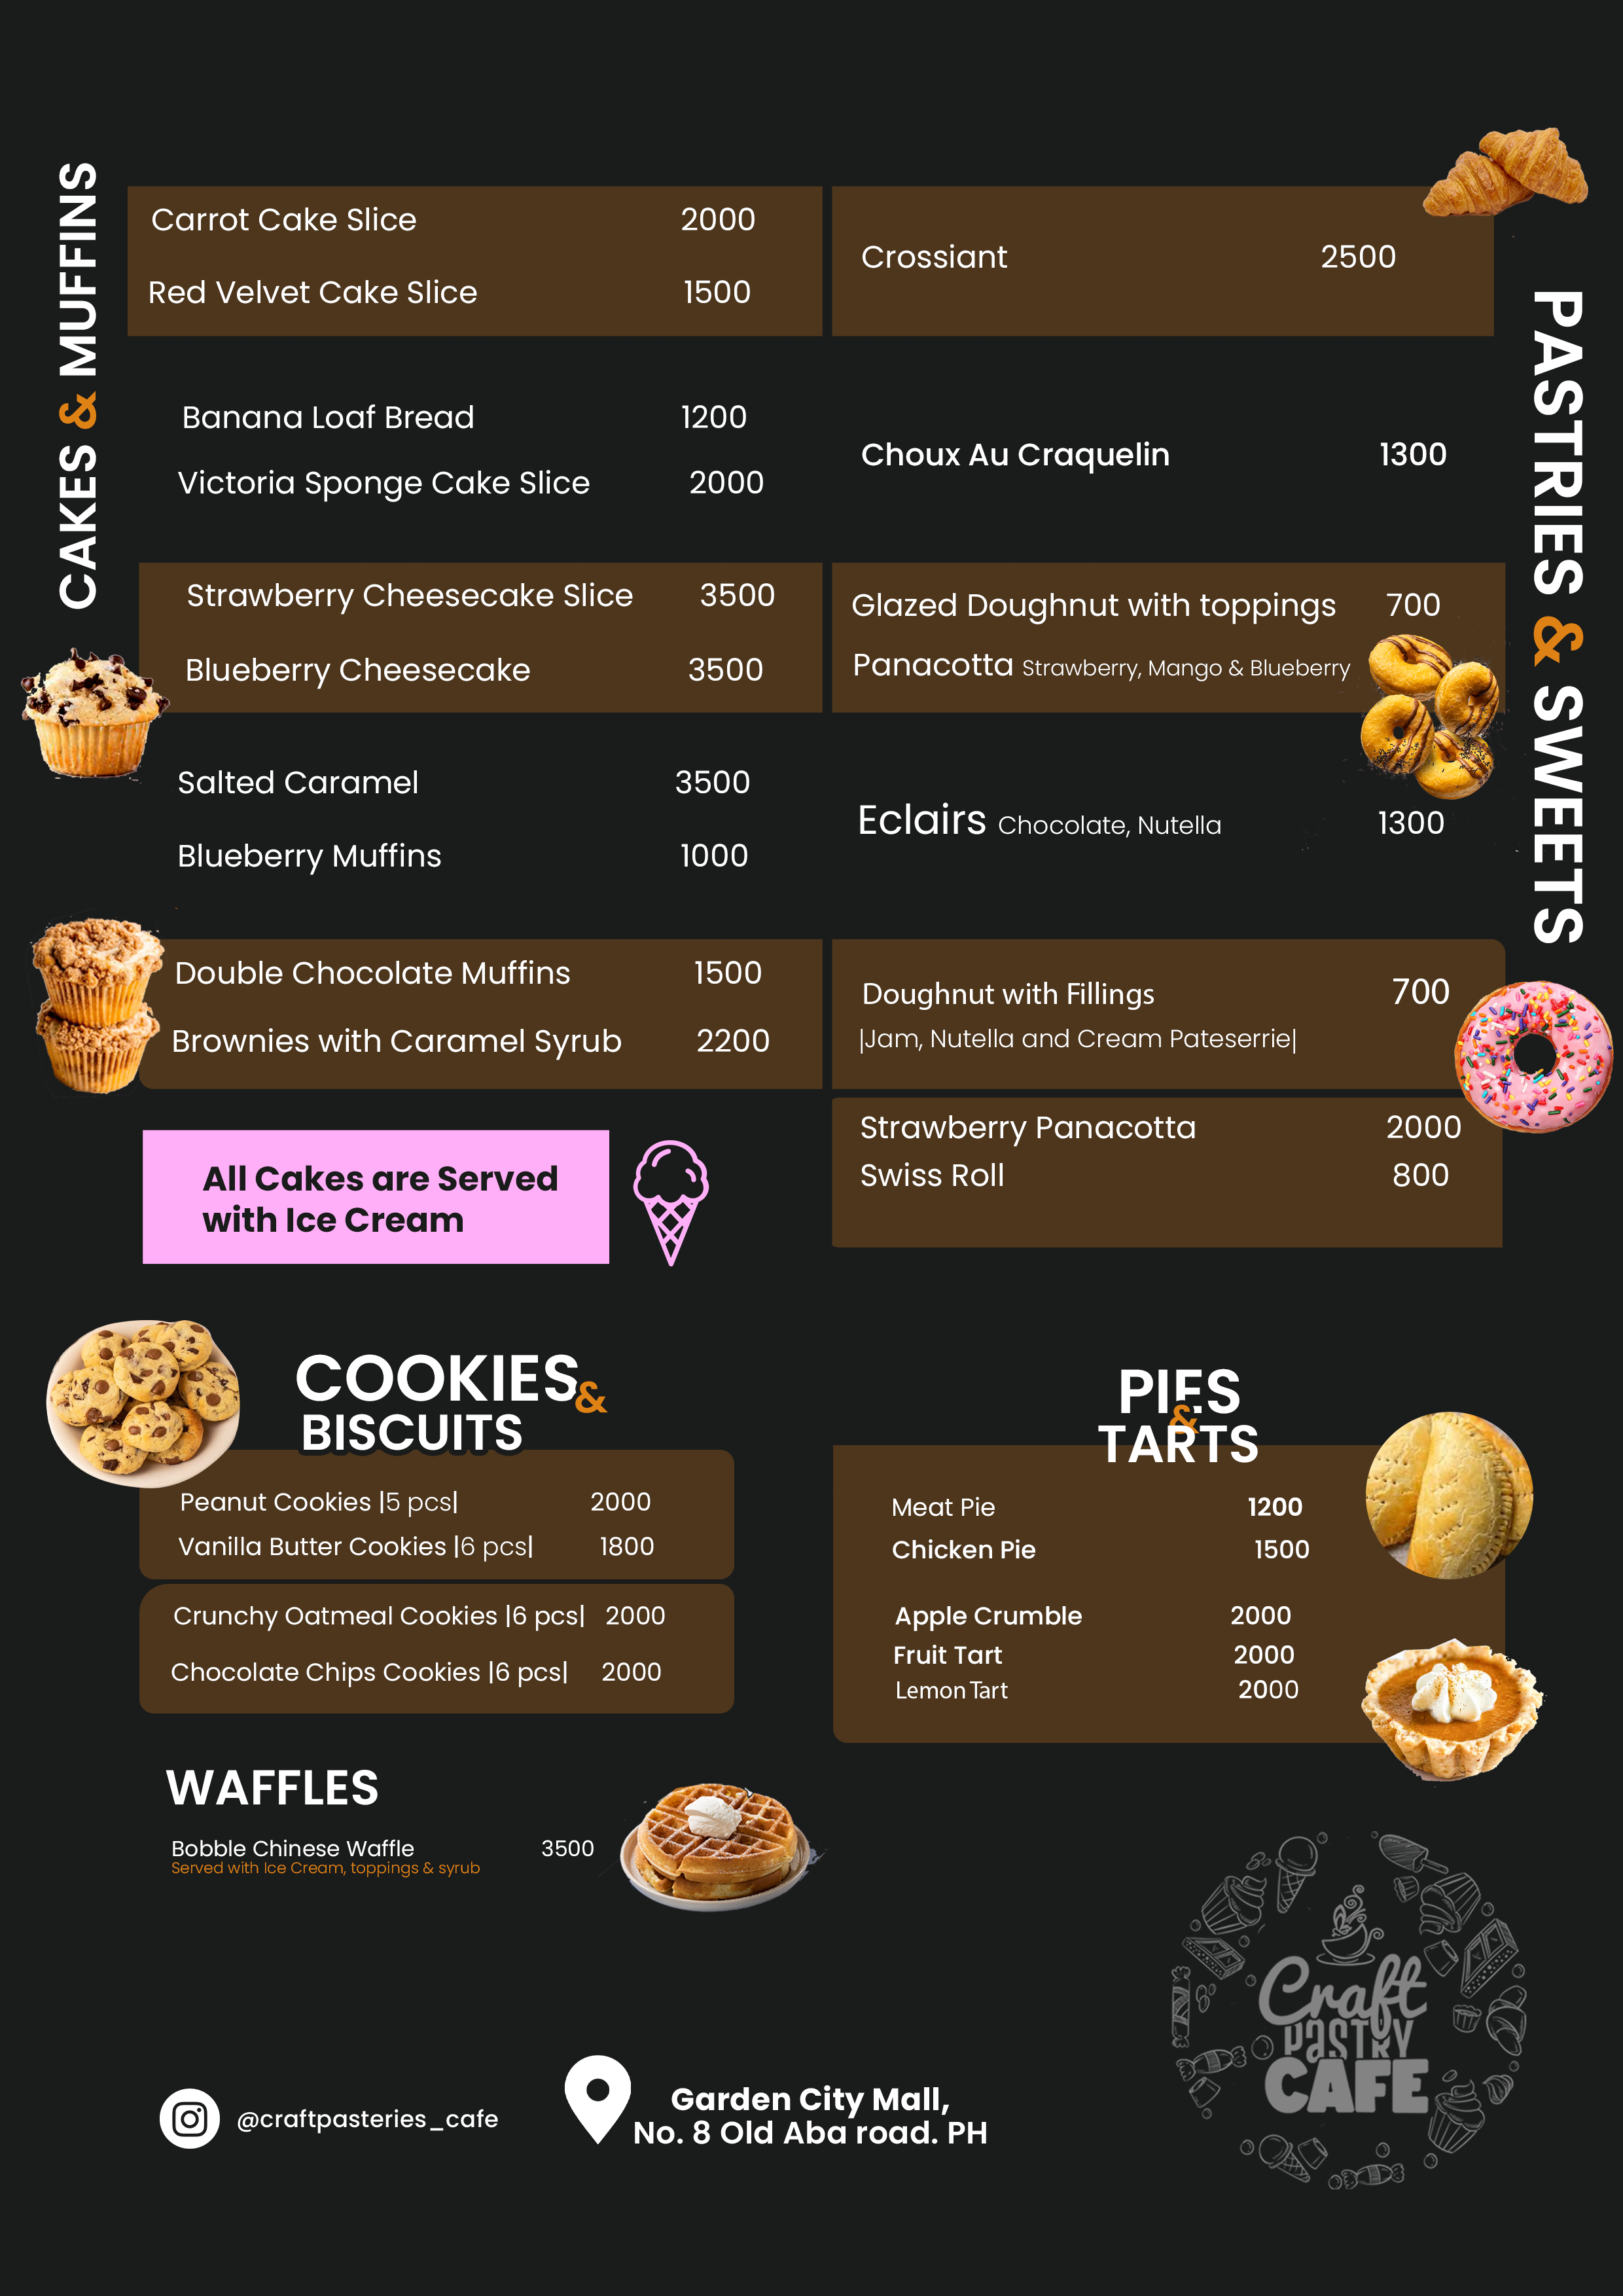 CAKES & MUFFINS
Carrot Cake Slice 2000
Red Velvet Cake Slice 1500
Banana Loaf Bread 1200
Victoria Sponge Cake Slice 2000
Strawberry Cheesecake Slice 3500
Blueberry Cheesecake 3500
Salted Caramel 3500
Blueberry Muffins 1000
Double Chocolate Muffins 1500
Brownies with Caramel Syrub 2200
All Cakes are Served
with Ice Cream
PASTRIES & SWEETS
Crossiant 2500
Choux Au Craquelin 1300
Glazed Doughnut with toppings 700
Panacotta Strawberry, Mango & Blueberry
Eclairs Chocolate, Nutella 1300
Doughnut with Fillings 700
|Jam, Nutella and Cream Pateserrie|
Strawberry Panacotta 2000
Swiss Roll 800
COOKIES &
BISCUITS
Peanut Cookies |5 pcs| 2000
Vanilla Butter Cookies |6 pcs| 1800
Crunchy Oatmeal Cookies |6 pcs| 2000
Chocolate Chips Cookies |6 pcs| 2000
PIES
&
TARTS
Meat Pie 1200
Chicken Pie 1500
Apple Crumble 2000
Fruit Tart 2000
Lemon Tart 2000
WAFFLES
Bobble Chinese Waffle 3500
Served with Ice Cream, toppings & syrub
Craft
PASTRY
CAFE
@craftpasteries_cafe
Garden City Mall,
No. 8 Old Aba road. PH